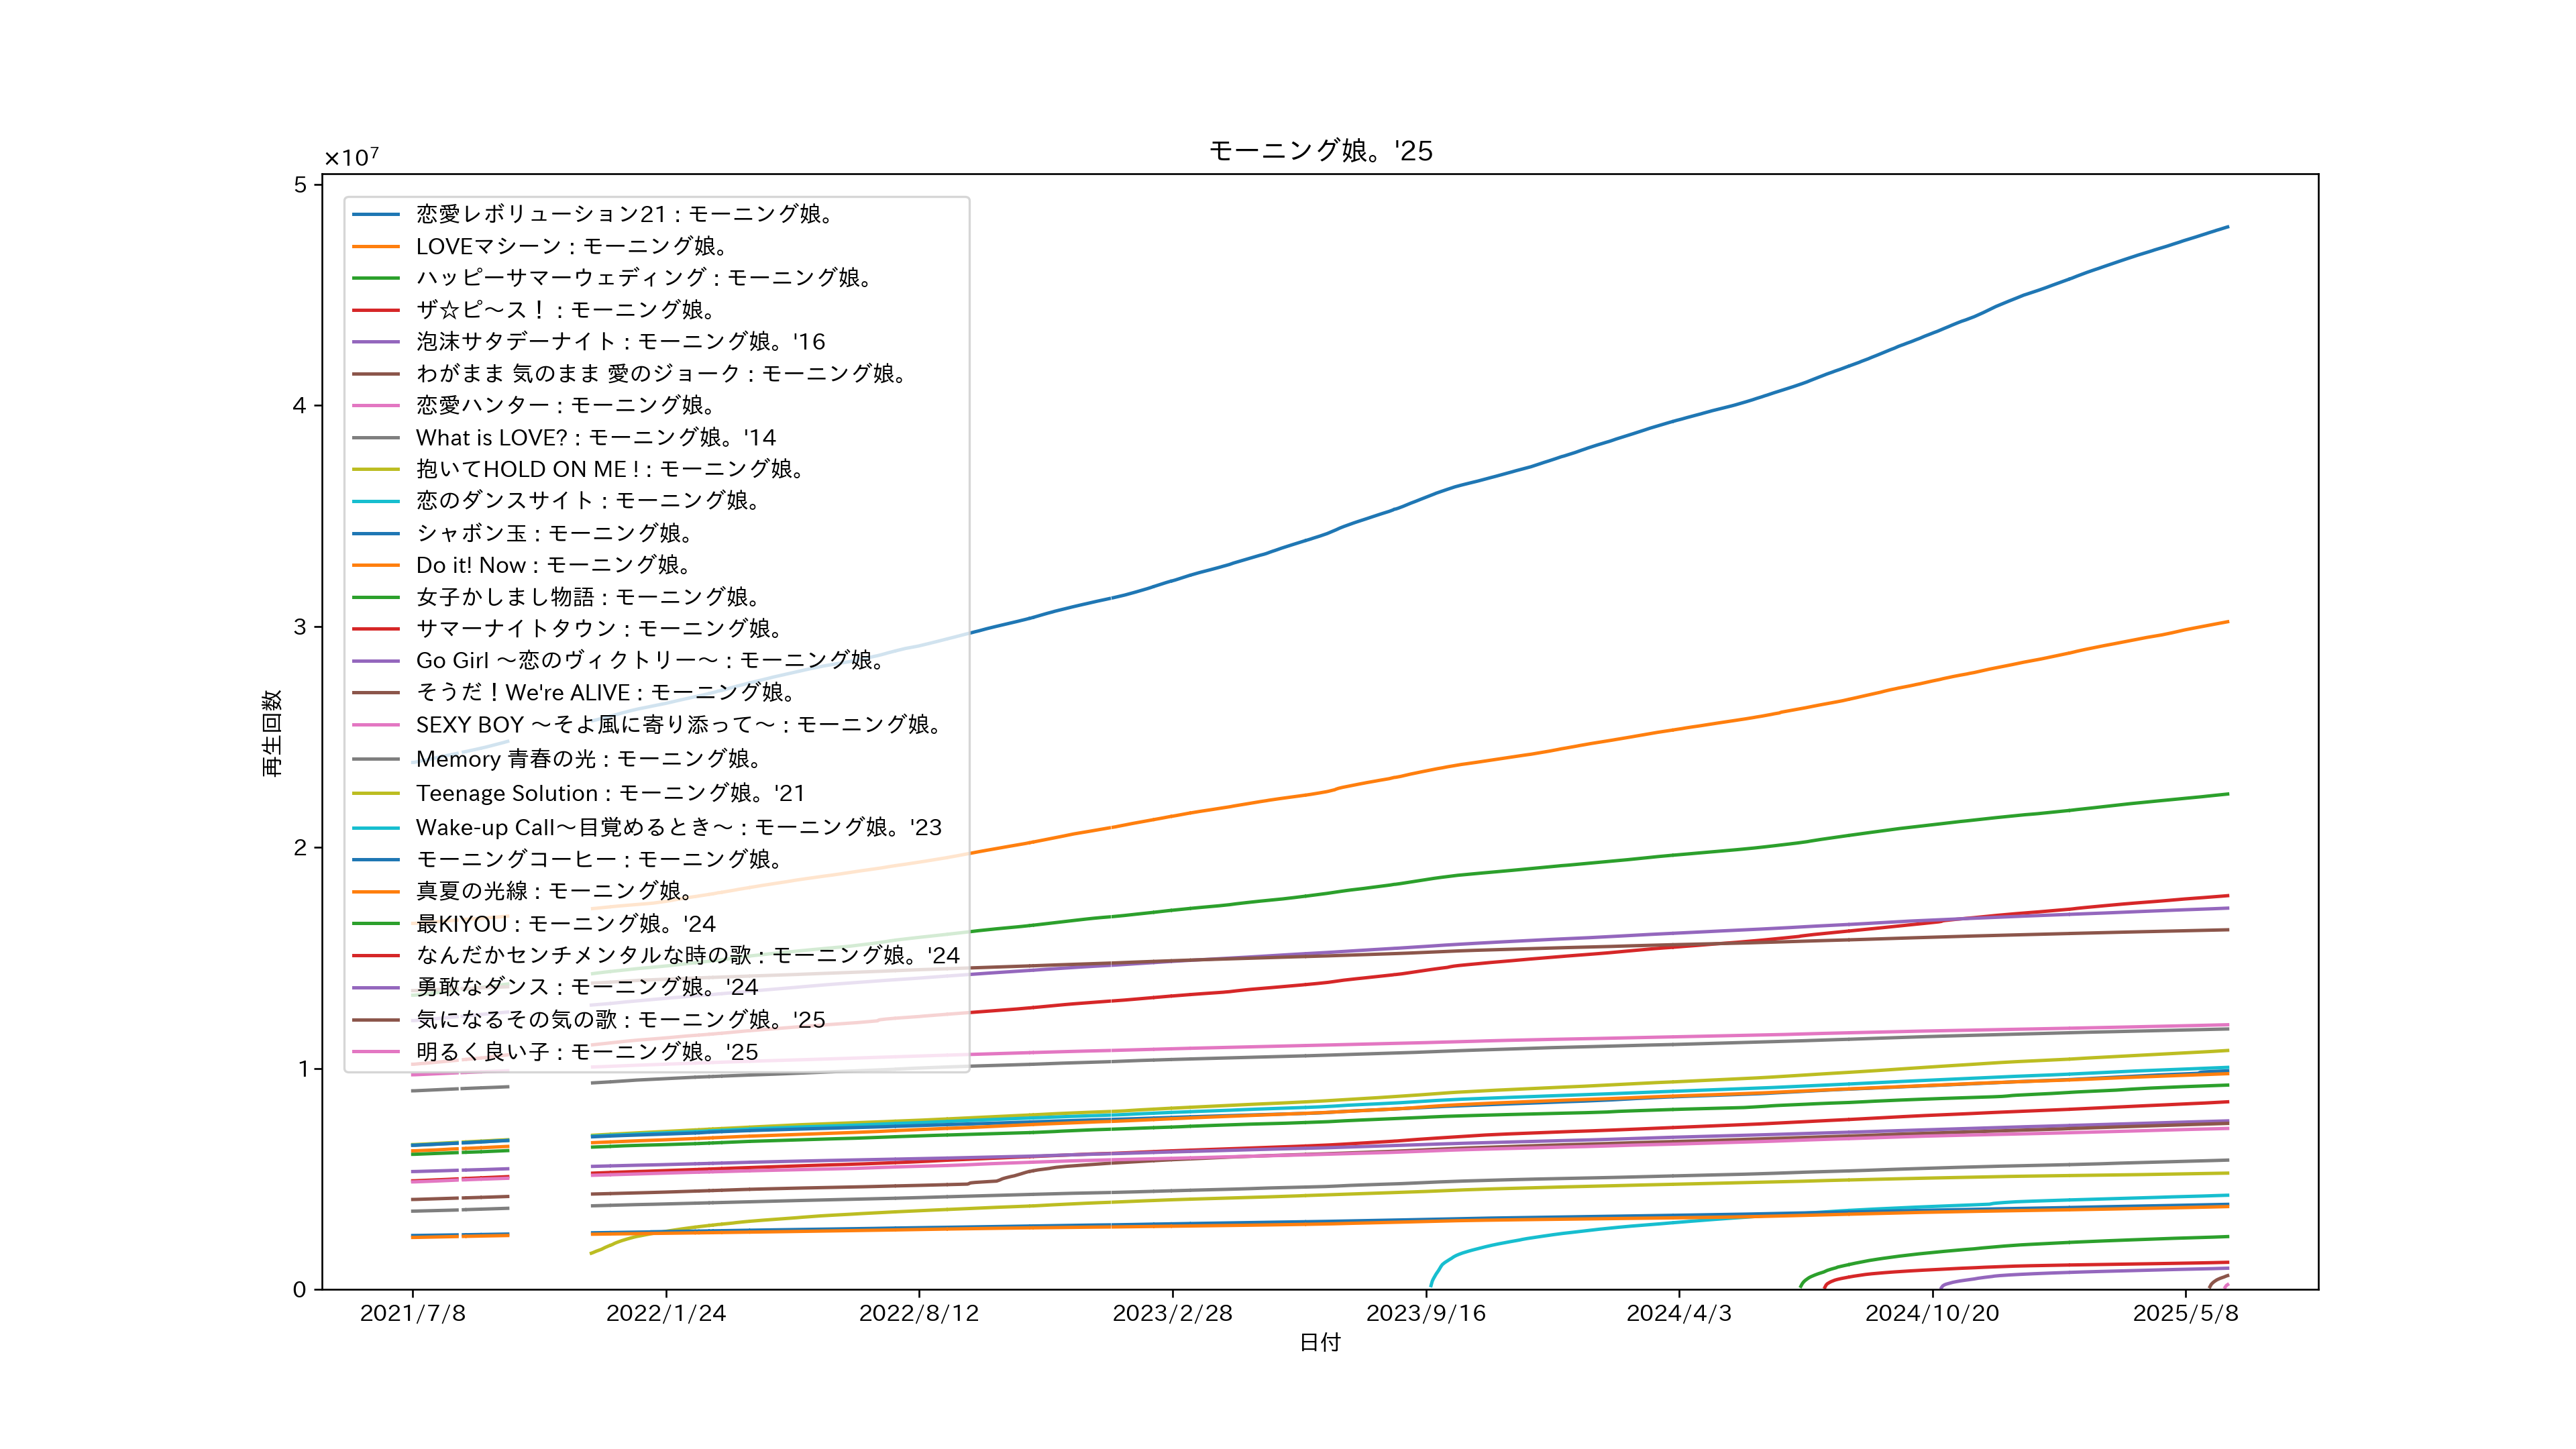 モーニング娘。'25
×10⁷
5
4
3
2
1
0
再生回数
恋愛レボリューション21 : モーニング娘。
LOVEマシーン : モーニング娘。
ハッピーサマーウェディング : モーニング娘。
ザ☆ピ〜ス！ : モーニング娘。
泡沫サタデーナイト : モーニング娘。'16
わがまま 気のまま 愛のジョーク : モーニング娘。
恋愛ハンター : モーニング娘。
What is LOVE? : モーニング娘。'14
抱いてHOLD ON ME ! : モーニング娘。
恋のダンスサイト : モーニング娘。
シャボン玉 : モーニング娘。
Do it! Now : モーニング娘。
女子かしまし物語 : モーニング娘。
サマーナイトタウン : モーニング娘。
Go Girl 〜恋のヴィクトリー〜 : モーニング娘。
そうだ！We're ALIVE : モーニング娘。
SEXY BOY 〜そよ風に寄り添って〜 : モーニング娘。
Memory 青春の光 : モーニング娘。
Teenage Solution : モーニング娘。'21
Wake-up Call〜目覚めるとき〜 : モーニング娘。'23
モーニングコーヒー : モーニング娘。
真夏の光線 : モーニング娘。
最KIYOU : モーニング娘。'24
なんだかセンチメンタルな時の歌 : モーニング娘。'24
勇敢なダンス : モーニング娘。'24
気になるその気の歌 : モーニング娘。'25
明るく良い子 : モーニング娘。'25
2021/7/8 2022/1/24 2022/8/12 2023/2/28 2023/9/16 2024/4/3 2024/10/20 2025/5/8
日付